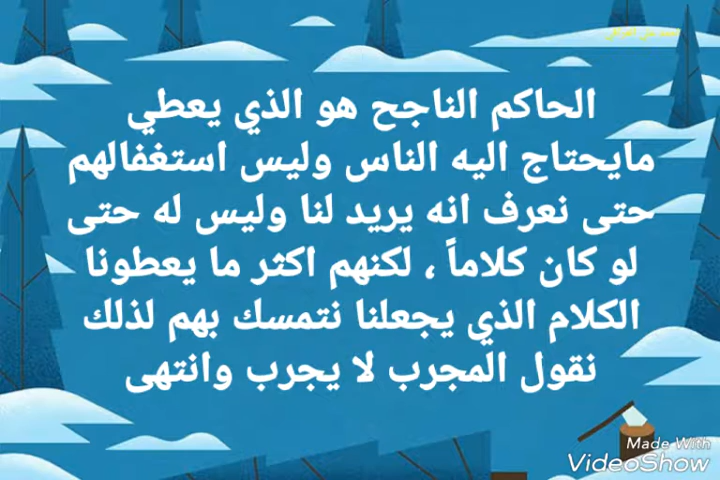 الحاكم الناجح هو الذي يعطي
مايحتاج اليه الناس وليس استغفالهم
حتى نعرف انه يريد لنا وليس له حتى
لو كان كلاماً ، لكنهم اكثر ما يعطونا
الكلام الذي يجعلنا نتمسك بهم لذلك
نقول المجرب لا يجرب وانتهى
Made With
VideoShow